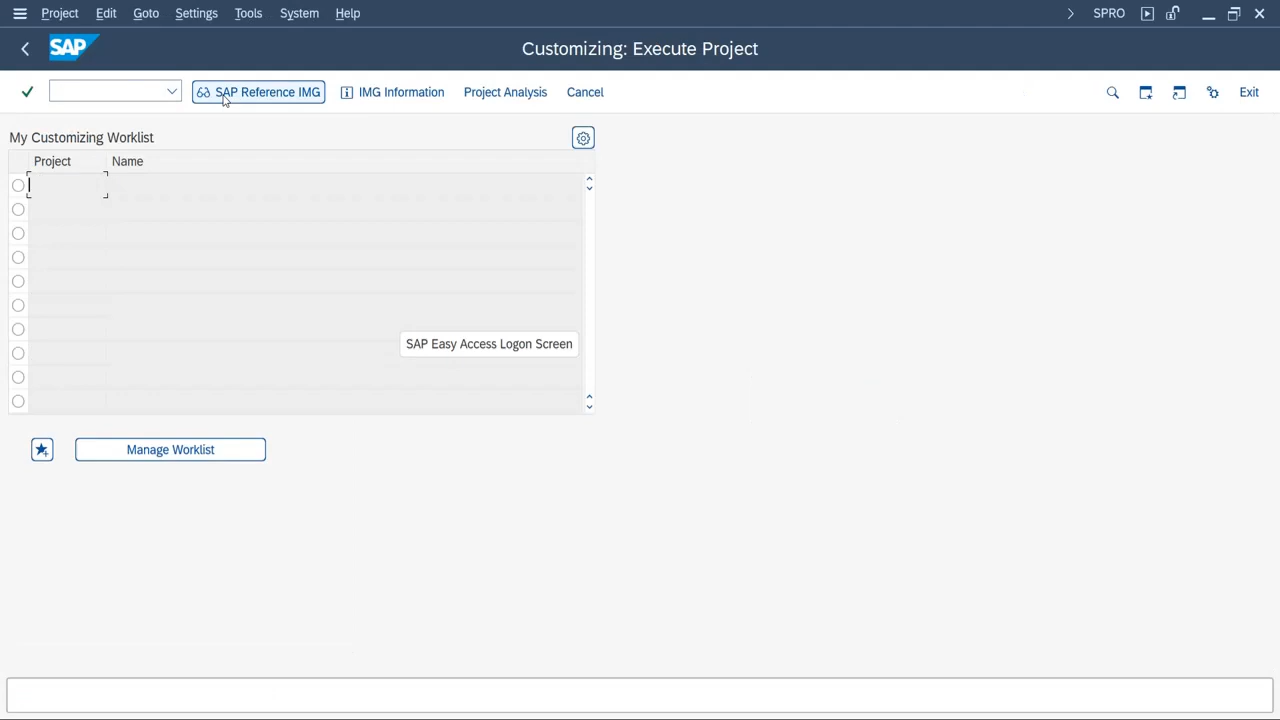 Project Edit Goto Settings Tools System Help SPRO
SAP Customizing: Execute Project
SAP Reference IMG IMG Information Project Analysis Cancel Exit
My Customizing Worklist
Project Name
SAP Easy Access Logon Screen
Manage Worklist